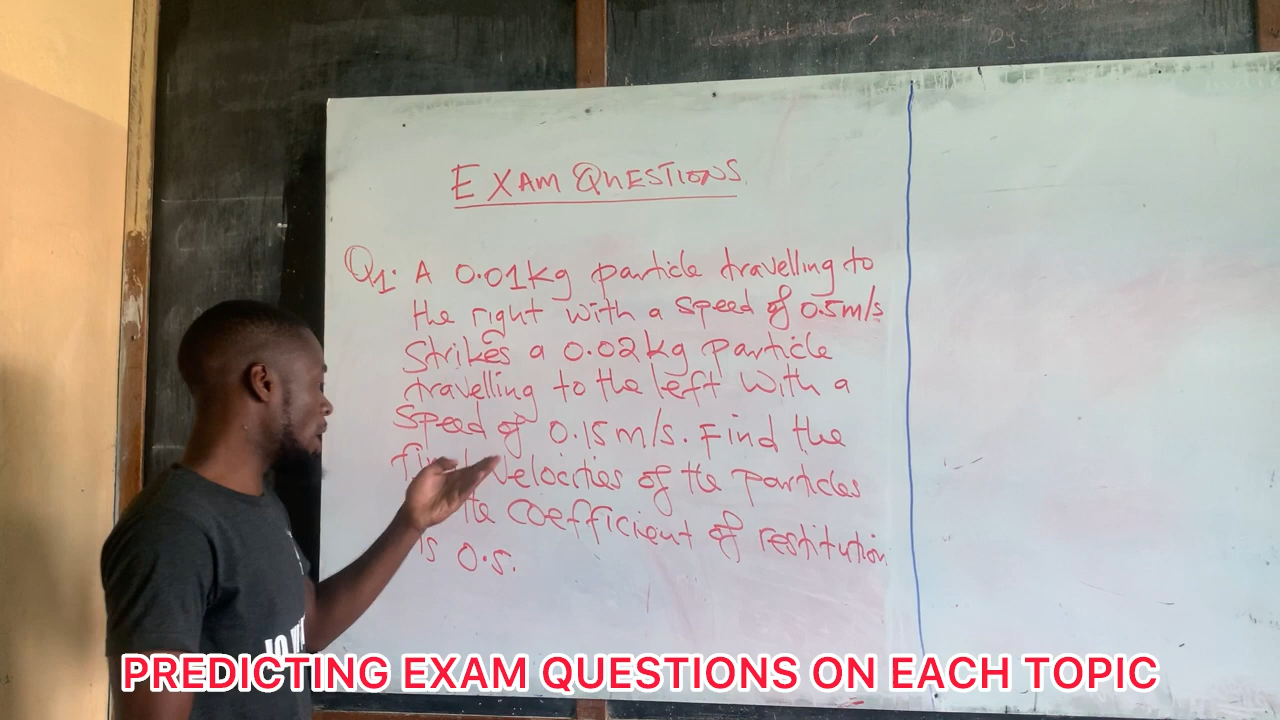 EXAM QUESTIONS
Q1. A 0.01kg particle travelling to
the right with a speed of 0.5m/s
strikes a 0.02kg particle
travelling to the left with a
speed of 0.15m/s. Find the
velocities of the particles
the coefficient of restitution
is 0.5.
PREDICTING EXAM QUESTIONS ON EACH TOPIC